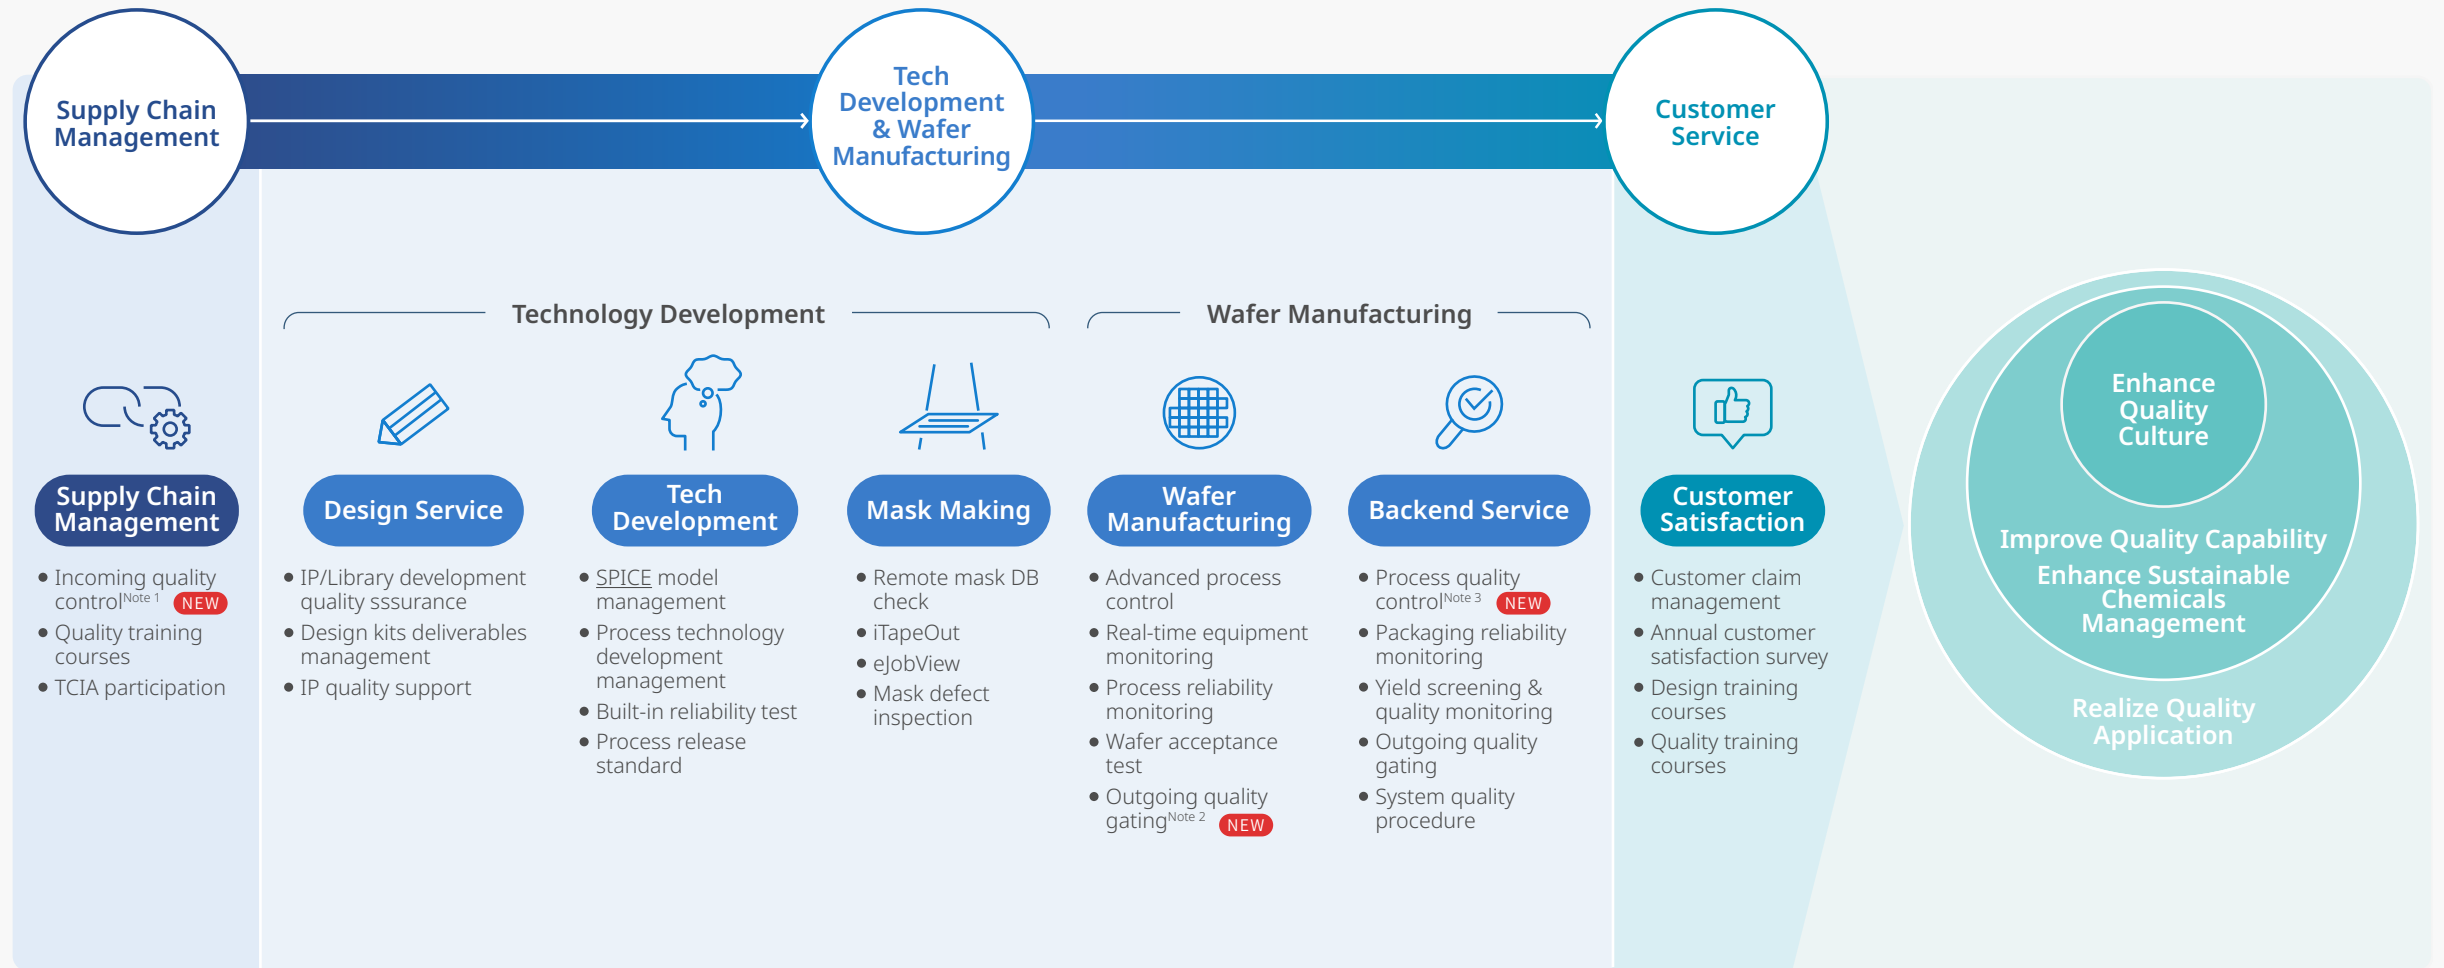 Supply Chain
Management
Tech
Development
& Wafer
Manufacturing
Customer
Service
Technology Development
Wafer Manufacturing
Supply Chain
Management
• Incoming quality
controlNote 1 NEW
• Quality training
courses
• TCIA participation
Design Service
• IP/Library development
quality sssurance
• Design kits deliverables
management
• IP quality support
Tech
Development
• SPICE model
management
• Process technology
development
management
• Built-in reliability test
• Process release
standard
Mask Making
• Remote mask DB
check
• iTapeOut
• eJobView
• Mask defect
inspection
Wafer
Manufacturing
• Advanced process
control
• Real-time equipment
monitoring
• Process reliability
monitoring
• Wafer acceptance
test
• Outgoing quality
gatingNote 2 NEW
Backend Service
• Process quality
controlNote 3 NEW
• Packaging reliability
monitoring
• Yield screening &
quality monitoring
• Outgoing quality
gating
• System quality
procedure
Customer
Satisfaction
• Customer claim
management
• Annual customer
satisfaction survey
• Design training
courses
• Quality training
courses
Enhance
Quality
Culture
Improve Quality Capability
Enhance Sustainable
Chemicals
Management
Realize Quality
Application